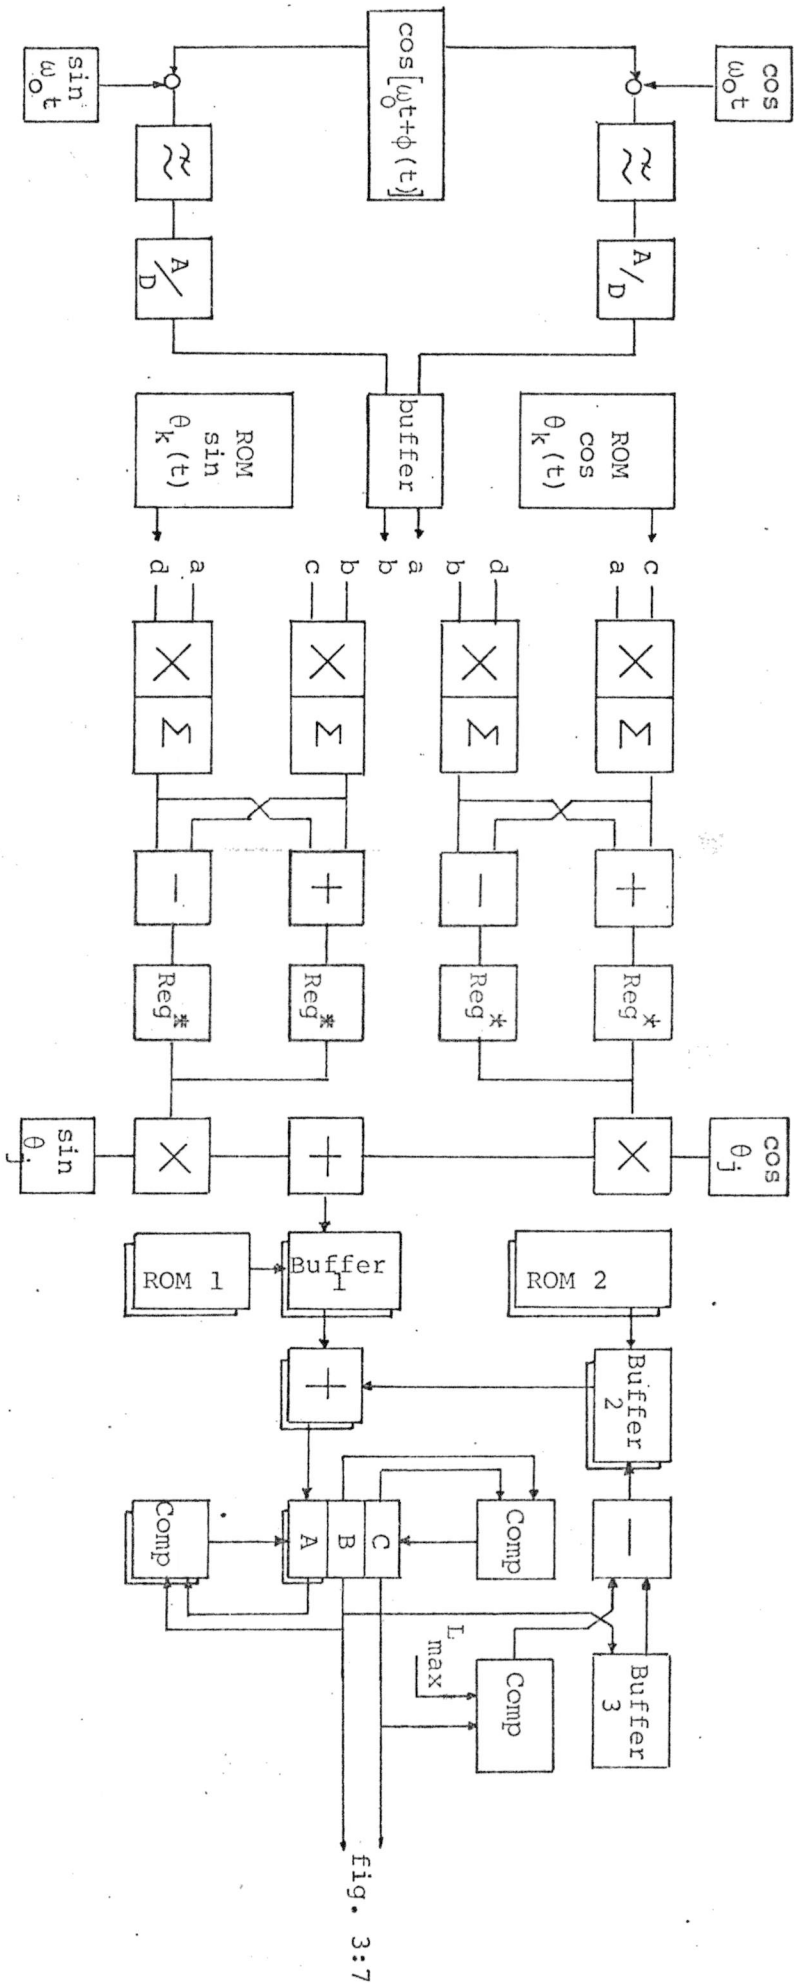 cos
ω₀t
cos[ω₀t+φ(t)]
sin
ω₀t
≈
≈
A/D
A/D
ROM
cos
θk(t)
buffer
ROM
sin
θk(t)
c
a
d
b
a
b
b
c
a
d
× Σ
× Σ
× Σ
× Σ
+
−
+
−
Reg*
Reg*
Reg*
Reg*
cos
θj
×
+
×
sin
θj
ROM 2
Buffer
1
ROM 1
Buffer
2
+
−
Comp
C
B
A
Comp
Buffer
3
Comp
Lmax
fig. 3:7